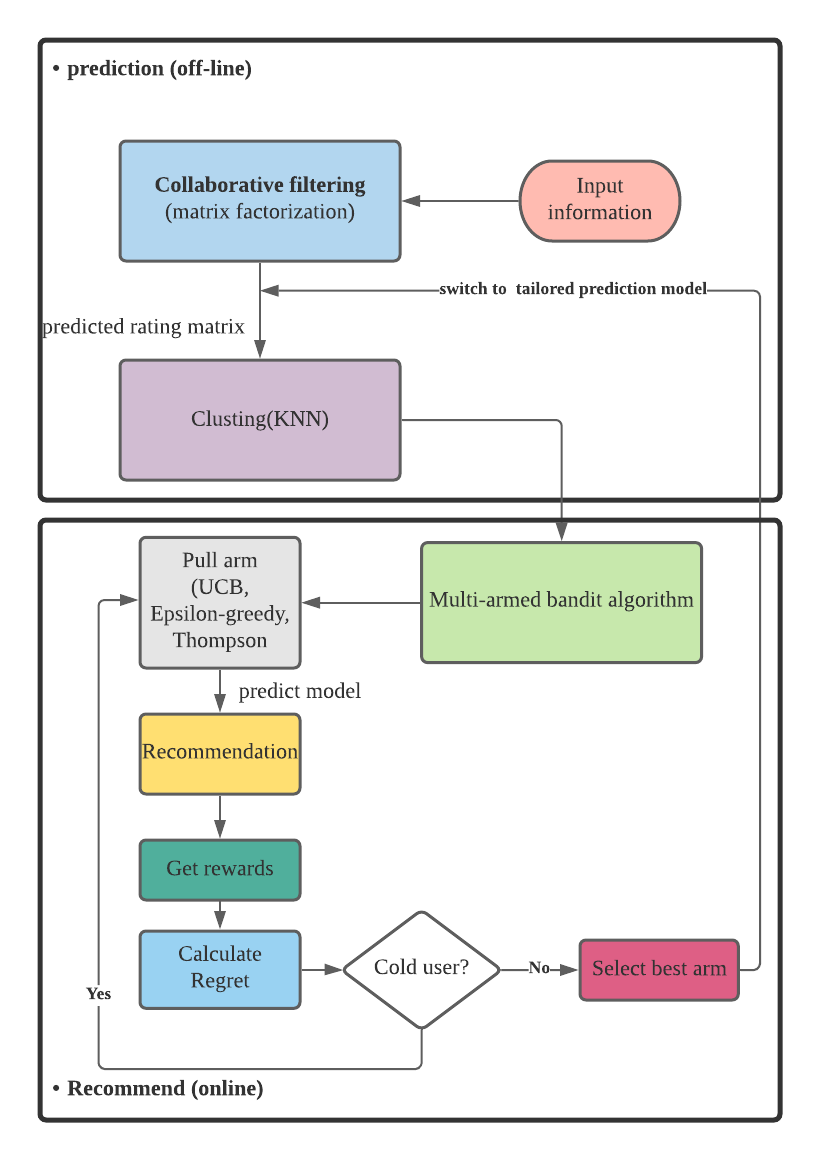 • prediction (off-line)
Collaborative filtering
(matrix factorization)
Input
information
switch to  tailored prediction model
predicted rating matrix
Clusting(KNN)
Pull arm
(UCB,
Epsilon-greedy,
Thompson
Multi-armed bandit algorithm
predict model
Recommendation
Get rewards
Calculate
Regret
Cold user?
No
Select best arm
Yes
• Recommend (online)